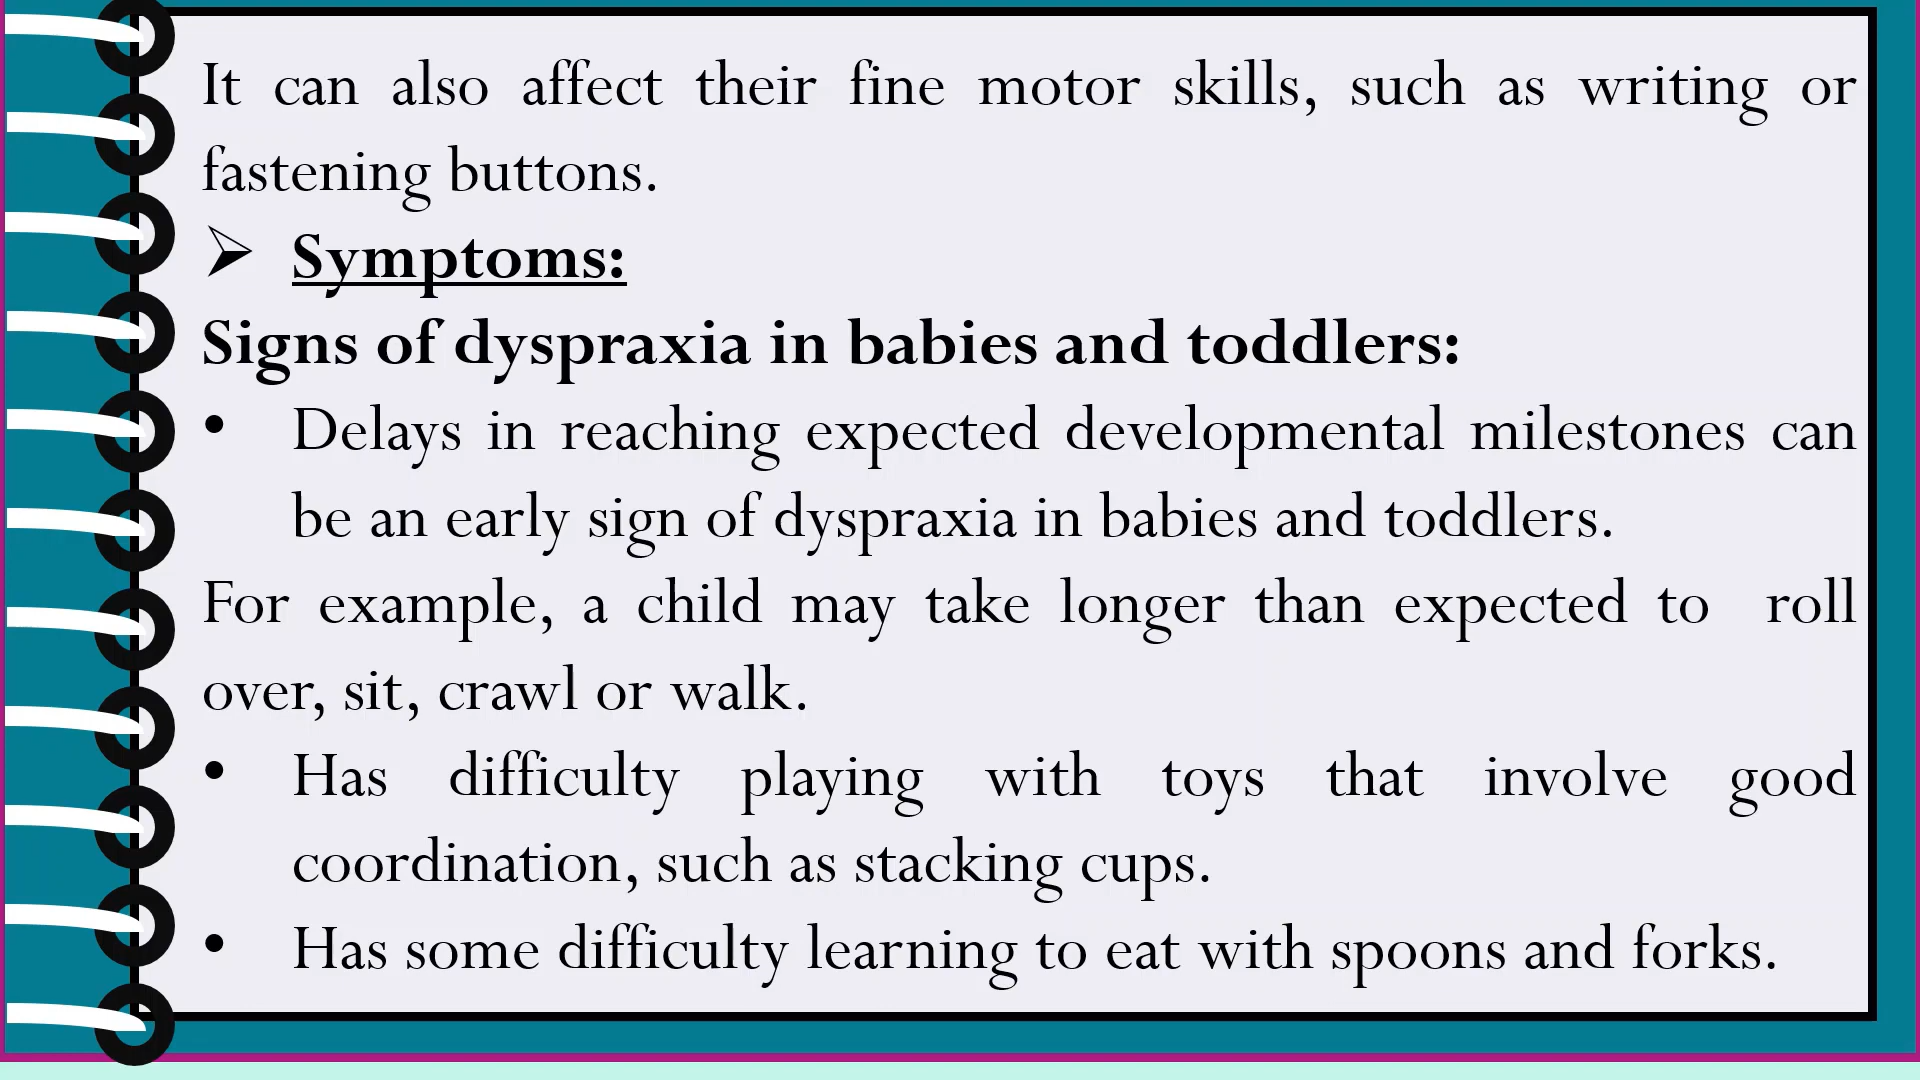 It can also affect their fine motor skills, such as writing or
fastening buttons.
➢ Symptoms:
Signs of dyspraxia in babies and toddlers:
• Delays in reaching expected developmental milestones can
be an early sign of dyspraxia in babies and toddlers.
For example, a child may take longer than expected to roll
over, sit, crawl or walk.
• Has difficulty playing with toys that involve good
coordination, such as stacking cups.
• Has some difficulty learning to eat with spoons and forks.